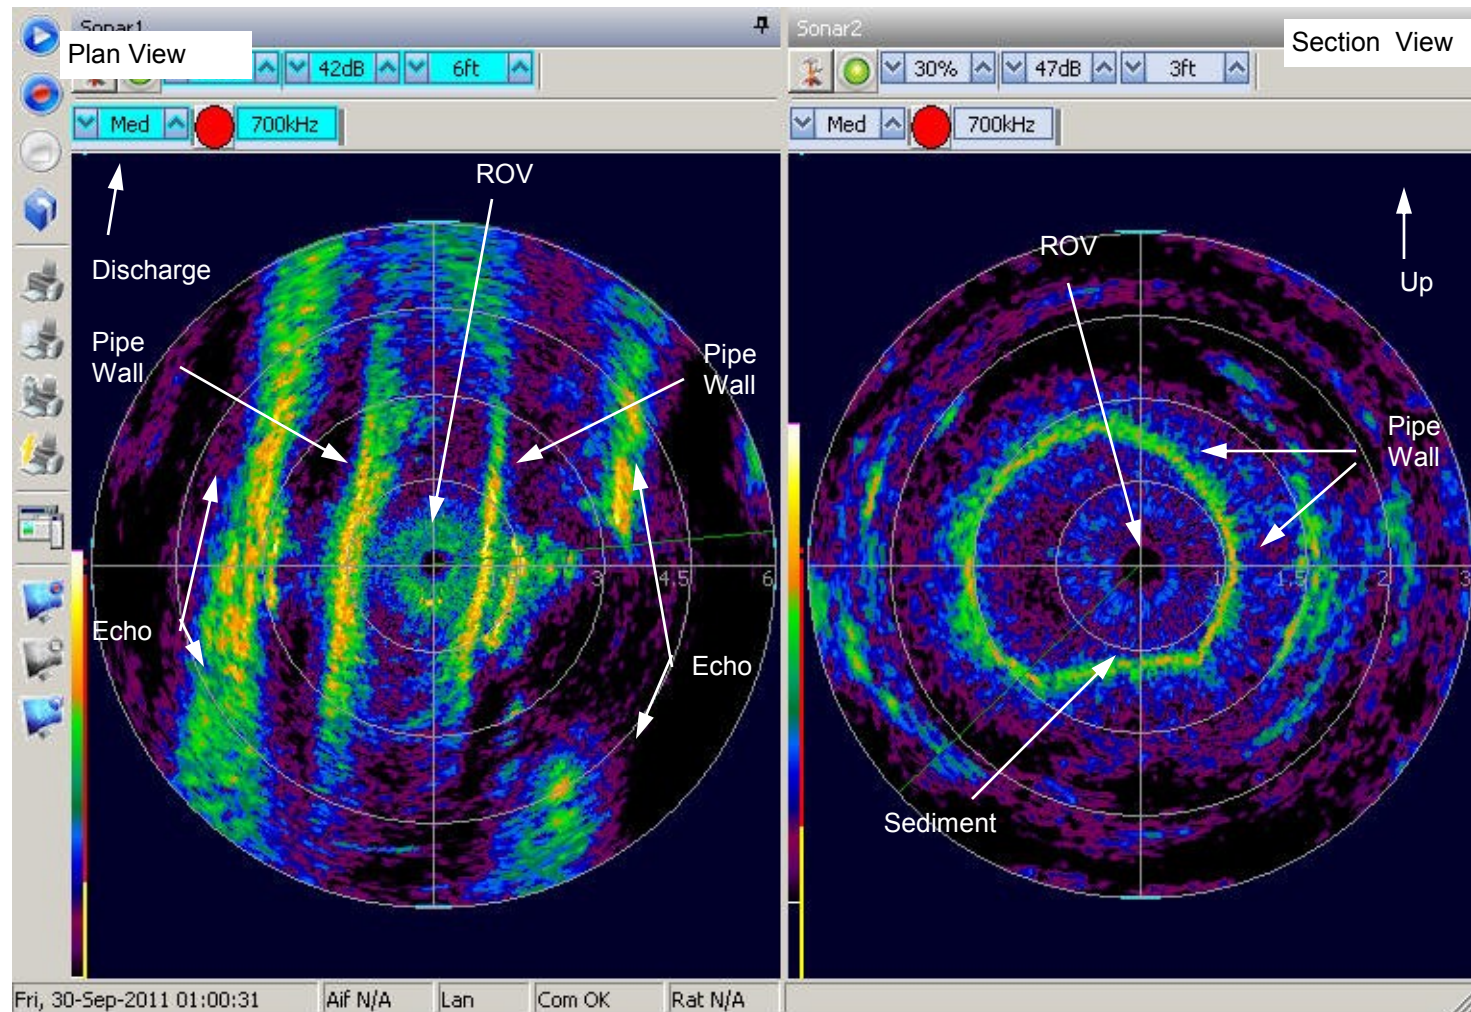 Sonar1
Plan View
42dB
6ft
Med
700kHz
ROV
Discharge
Pipe
Wall
Pipe
Wall
Echo
Echo
3
4.5
6
Sonar2
Section View
30%
47dB
3ft
Med
700kHz
ROV
Up
Pipe
Wall
1
1.5
2
3
Sediment
Fri, 30-Sep-2011 01:00:31
Aif N/A
Lan
Com OK
Rat N/A